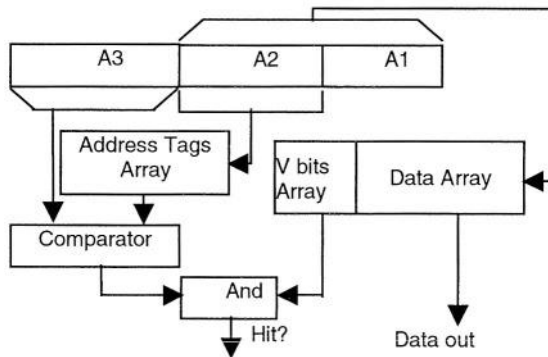 A3 A2 A1
Address Tags
Array
V bits
Array
Data Array
Comparator
And
Hit?
Data out